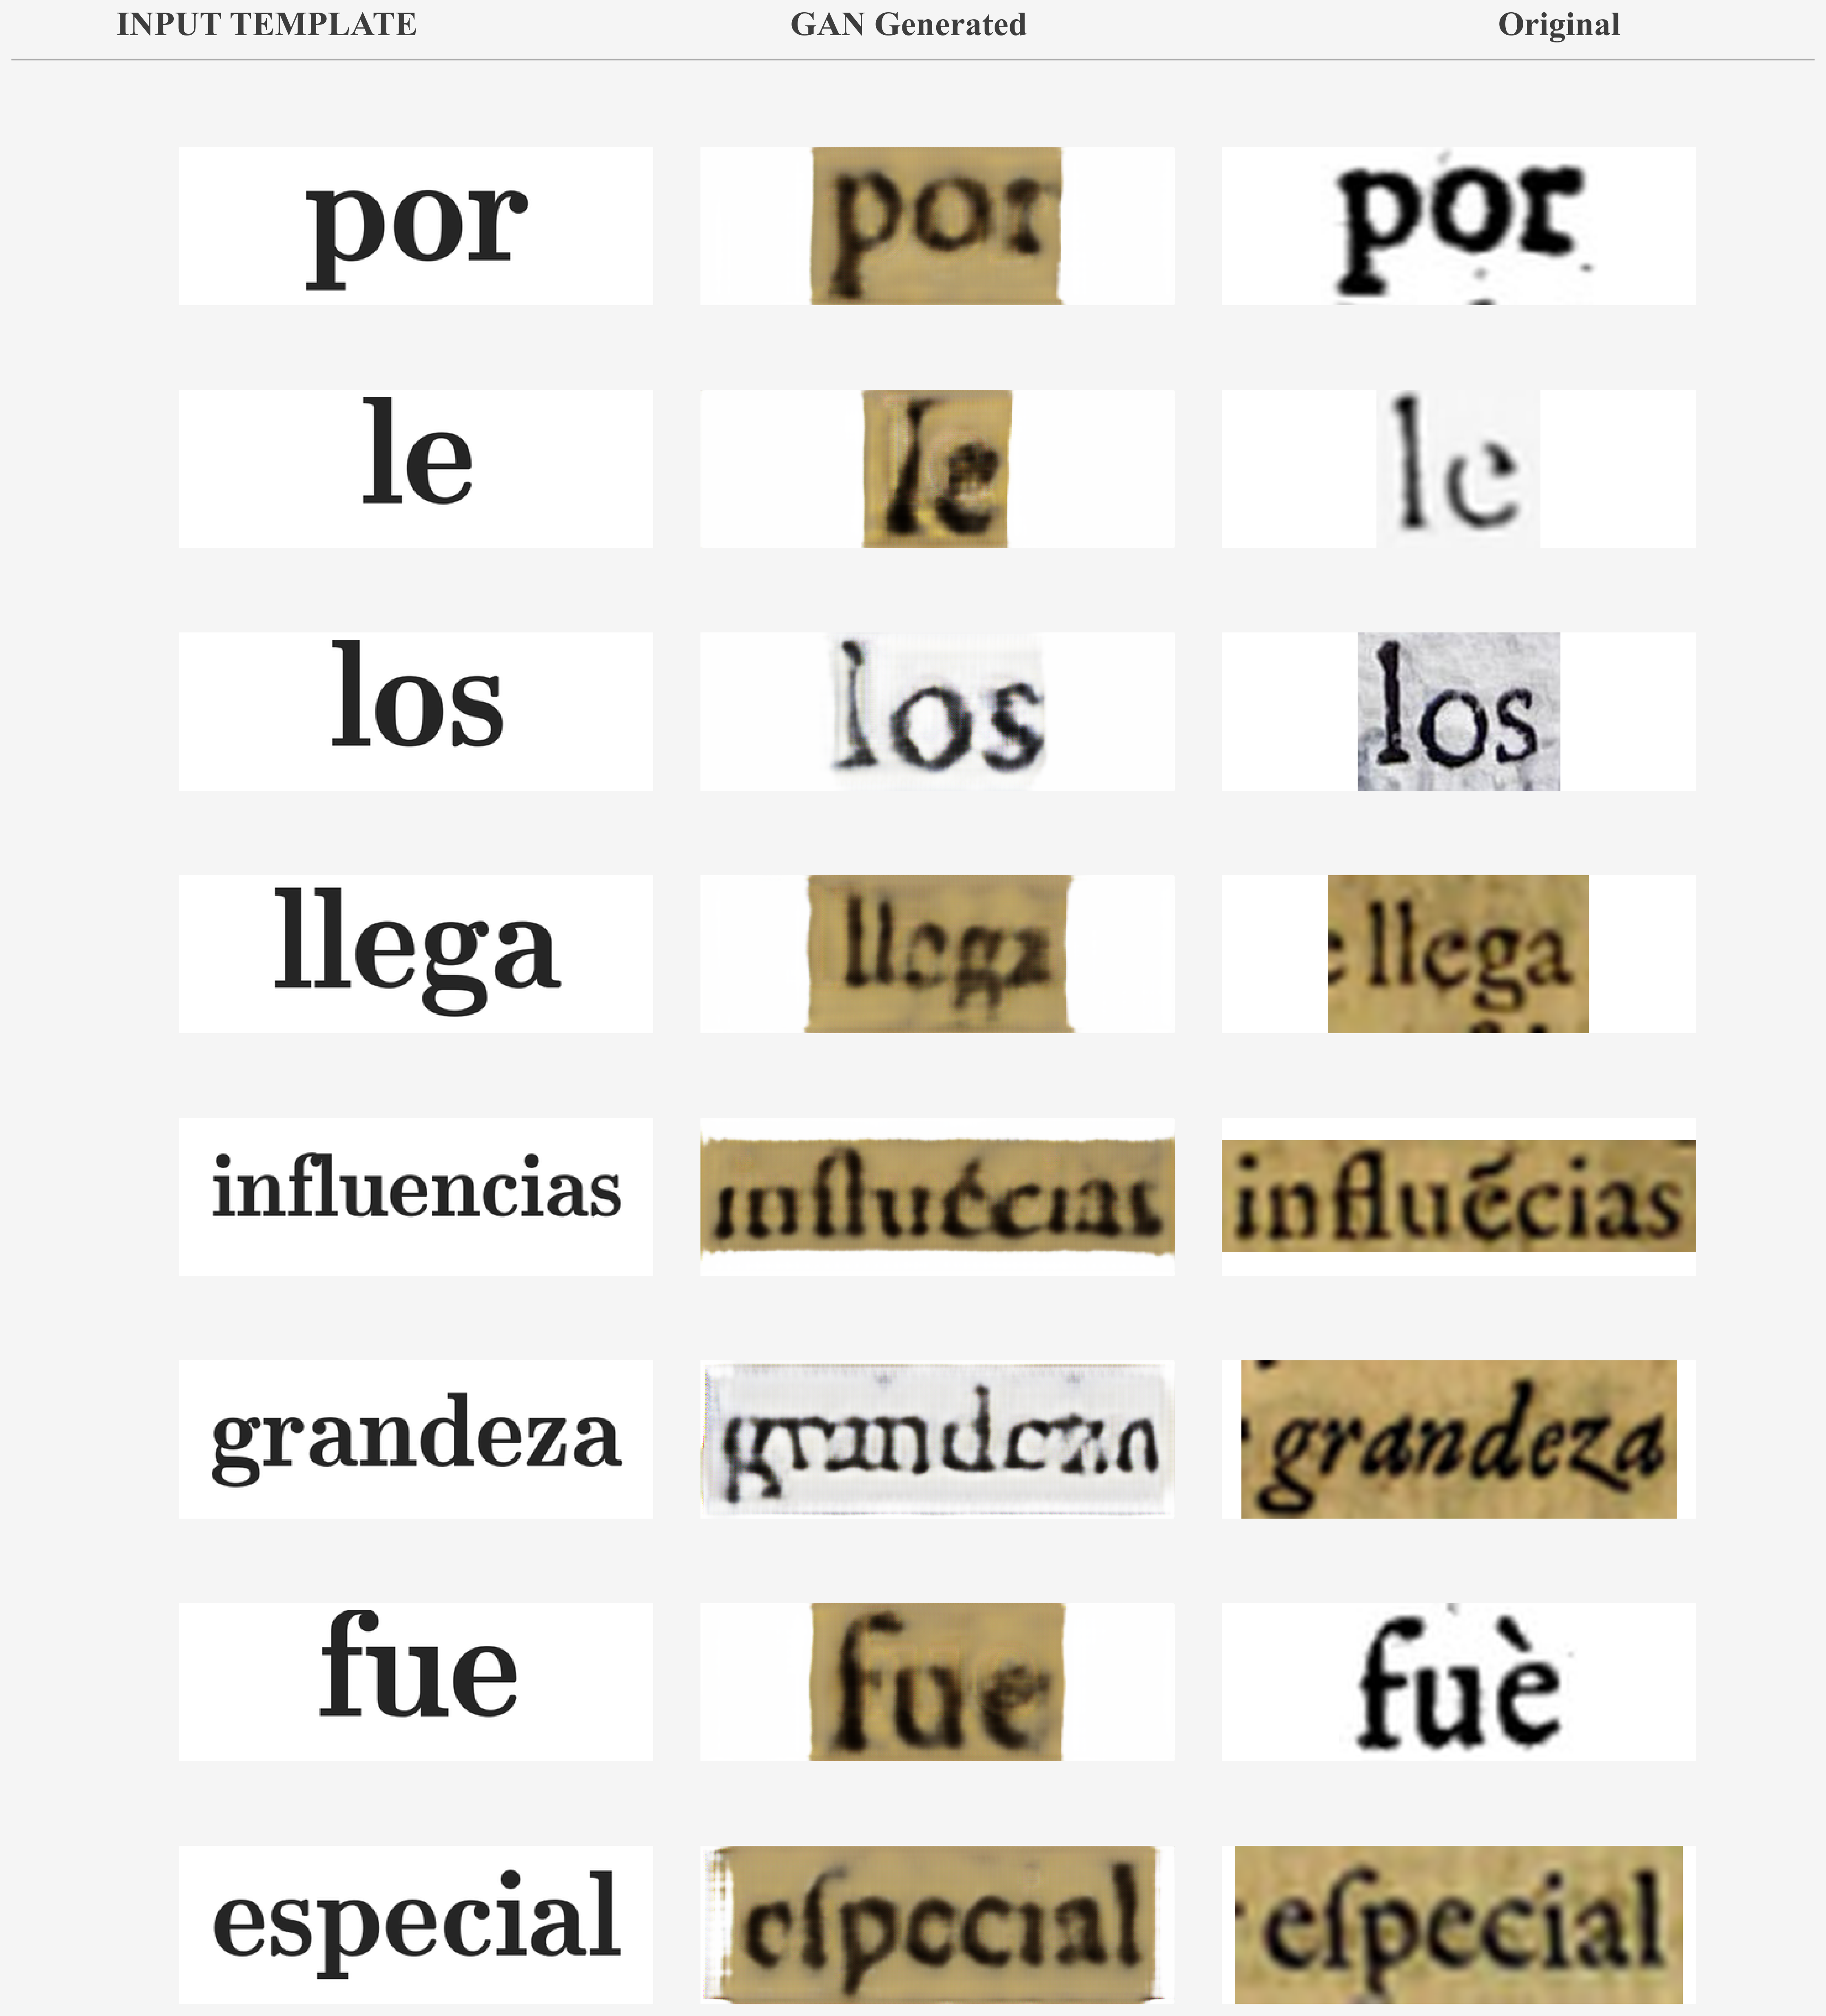 INPUT TEMPLATE GAN Generated Original
por por por
le le le
los los los
llega llega llega
influencias influécias influẽcias
grandeza grandeza grandeza
fue fue fuè
especial eſpecial eſpecial